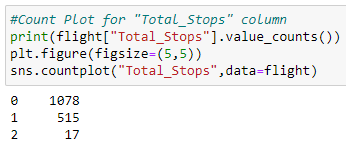 #Count Plot for "Total_Stops" column
print(flight["Total_Stops"].value_counts())
plt.figure(figsize=(5,5))
sns.countplot("Total_Stops",data=flight)
0    1078
1     515
2      17